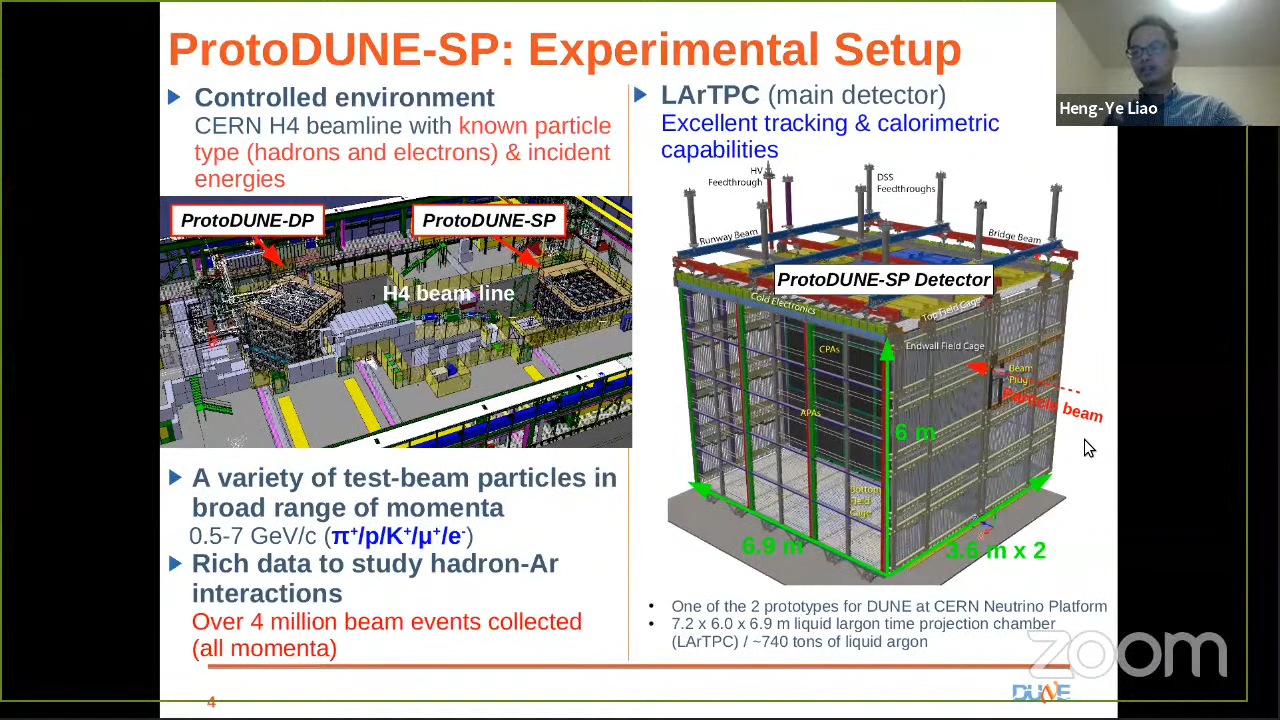 ProtoDUNE-SP: Experimental Setup
Heng-Ye Liao
Controlled environment
CERN H4 beamline with known particle
type (hadrons and electrons) & incident
energies
ProtoDUNE-DP
ProtoDUNE-SP
H4 beam line
A variety of test-beam particles in
broad range of momenta
0.5-7 GeV/c (π⁺/p/K⁺/μ⁺/e⁻)
Rich data to study hadron-Ar
interactions
Over 4 million beam events collected
(all momenta)
LArTPC (main detector)
Excellent tracking & calorimetric
capabilities
HV
Feedthrough
DSS
Feedthroughs
Runway Beam
Bridge Beam
ProtoDUNE-SP Detector
Cold Electronics
Top Field Cage
Endwall Field Cage
CPAs
Beam
Plug
Particle beam
APAs
6 m
Bottom
Field
Cage
6.9 m
3.6 m x 2
• One of the 2 prototypes for DUNE at CERN Neutrino Platform
• 7.2 x 6.0 x 6.9 m liquid largon time projection chamber
(LArTPC) / ~740 tons of liquid argon
zoom
4
DUNE